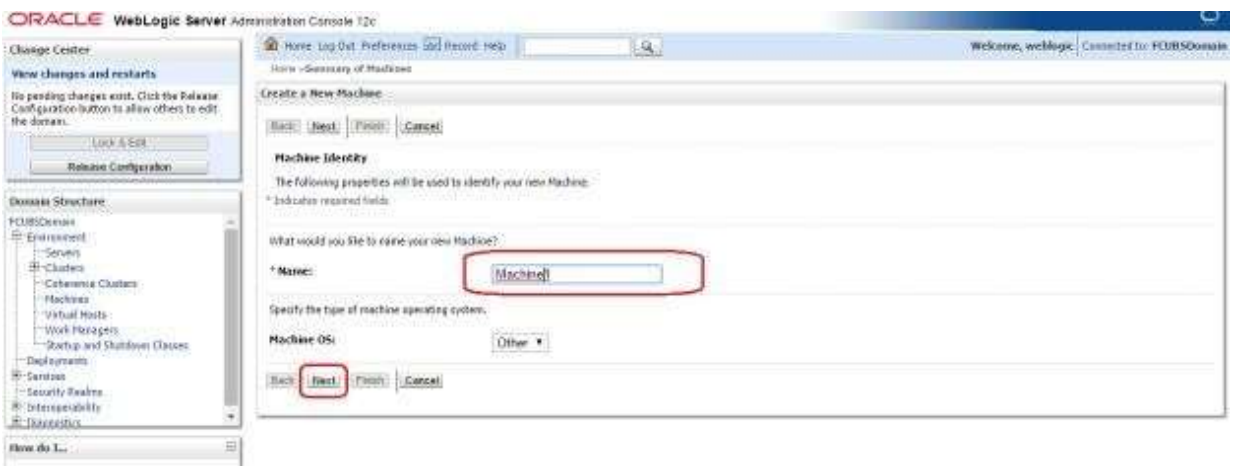 ORACLE WebLogic Server Administration Console 12c
Change Center
View changes and restarts
No pending changes exist. Click the Release
Configuration button to allow others to edit
the domain.
Lock & Edit
Release Configuration
Domain Structure
FCUBSDomain
Environment
Servers
Clusters
Coherence Clusters
Machines
Virtual Hosts
Work Managers
Startup and Shutdown Classes
Deployments
Services
Security Realms
Interoperability
Diagnostics
How do I...
Home Log Out Preferences Record Help
Welcome, weblogic Connected to: FCUBSDomain
Home >Summary of Machines
Create a New Machine
Back Next Finish Cancel
Machine Identity
The following properties will be used to identify your new Machine.
* Indicates required fields
What would you like to name your new Machine?
* Name:
Machine1
Specify the type of machine operating system.
Machine OS:
Other
Back Next Finish Cancel